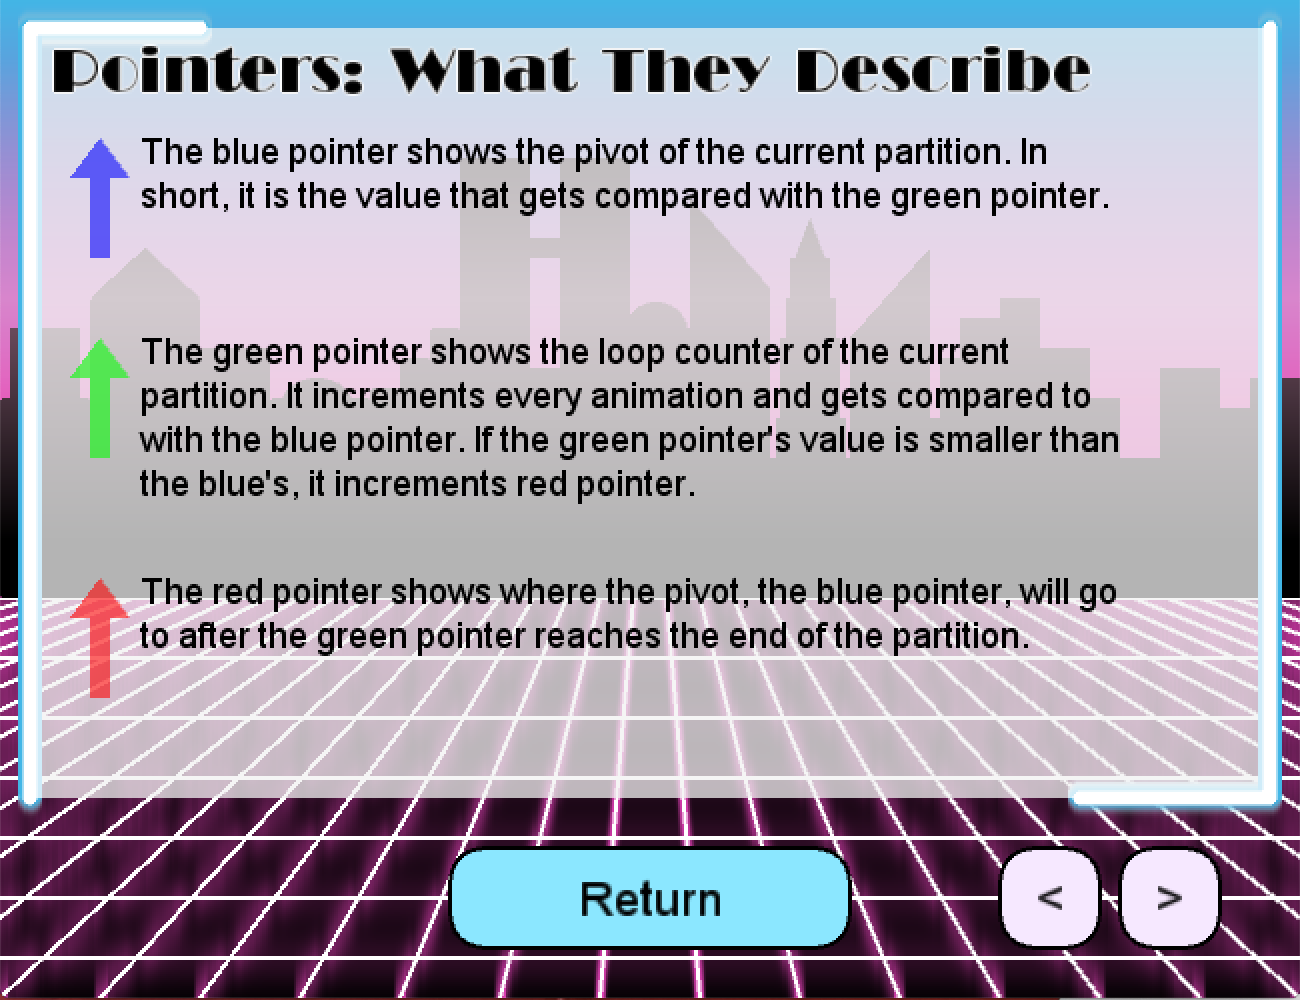 Pointers: What They Describe
The blue pointer shows the pivot of the current partition. In
short, it is the value that gets compared with the green pointer.
The green pointer shows the loop counter of the current
partition. It increments every animation and gets compared to
with the blue pointer. If the green pointer's value is smaller than
the blue's, it increments red pointer.
The red pointer shows where the pivot, the blue pointer, will go
to after the green pointer reaches the end of the partition.
Return
<
>